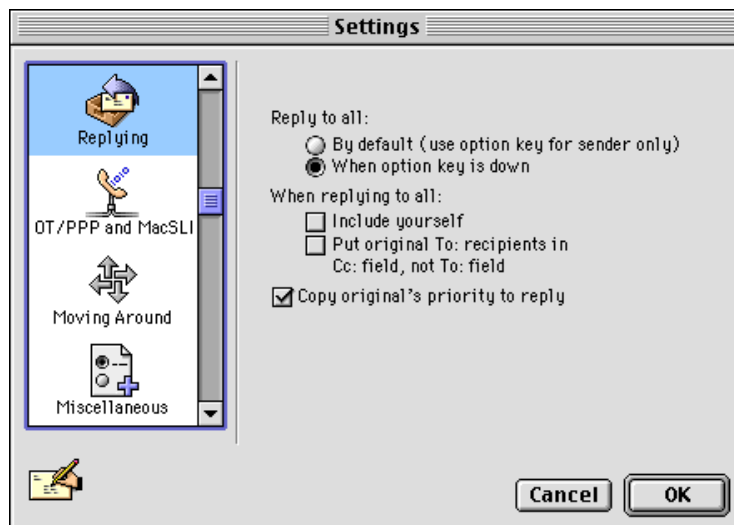 Settings
Replying
OT/PPP and MacSLI
Moving Around
Miscellaneous
Reply to all:
By default (use option key for sender only)
When option key is down
When replying to all:
Include yourself
Put original To: recipients in
Cc: field, not To: field
Copy original's priority to reply
Cancel
OK